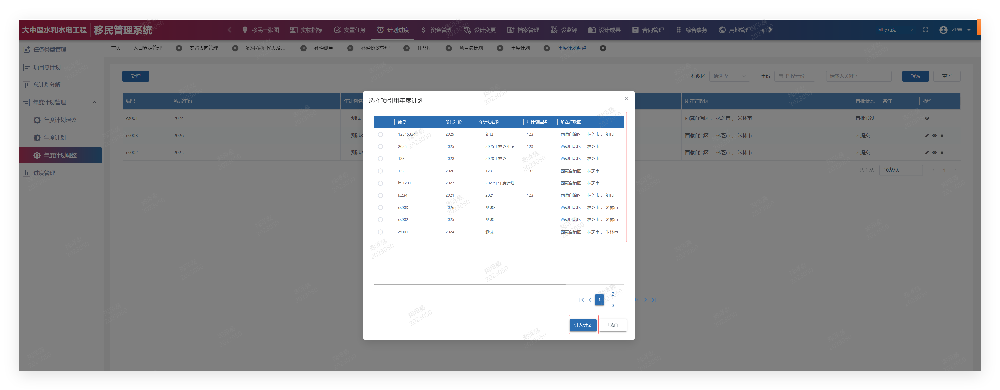 大中型水利水电工程 移民管理系统 移民一张图 实物指标 安置任务 计划进度 资金管理 设计变更 档案管理 设监评 设计成果 合同管理 综合事务 用地管理 ML水电站 ZPW
首页 人口界定管理 安置去向管理 农村-家庭代表及... 补偿测算 补偿协议管理 任务库 项目总计划 年度计划 年度计划调整
任务类型管理
项目总计划
总计划分解
年度计划管理
年度计划建议
年度计划
年度计划调整
进度管理
新增 行政区 请选择 年份 选择年份 请输入关键字 搜索 重置
编号 所属年份 年计划名 所在行政区 审批状态 备注 操作
cs001 2024 测试 西藏自治区， 林芝市， 米林市 审批通过
cs003 2026 测试3 西藏自治区， 林芝市， 米林市 未提交
cs002 2025 测试2 西藏自治区， 林芝市， 米林市 未提交
共 1 条 10条/页 1
选择项引用年度计划
编号 所属年份 年计划名称 年计划描述 所在行政区
12345324 2029 朗县 123 西藏自治区， 林芝市， 朗县
2025 2025 2025年林芝年度... 123 西藏自治区， 林芝市
123 2028 2028年林芝 西藏自治区， 林芝市
132 2026 123 132 西藏自治区， 林芝市
lz-123123 2027 2027年年度计划 西藏自治区， 林芝市
lx234 2021 2021 123 西藏自治区， 林芝市， 朗县
cs003 2026 测试3 西藏自治区， 林芝市， 米林市
cs002 2025 测试2 西藏自治区， 林芝市， 米林市
cs001 2024 测试 西藏自治区， 林芝市， 米林市
1 2 3 ... 9
引入计划 取消
陶泽鑫
2023050